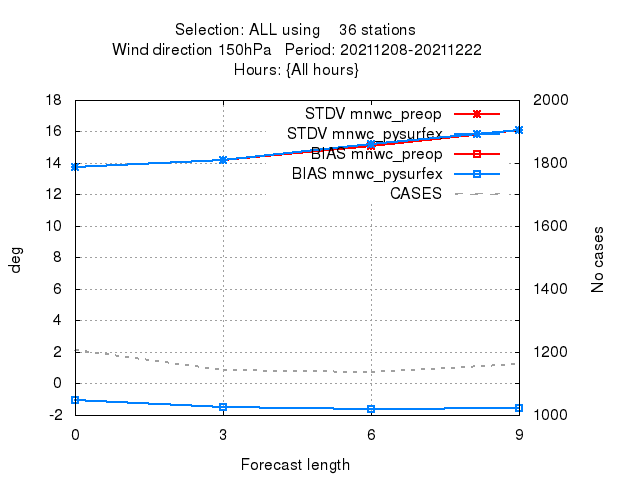 Selection: ALL using    36 stations
Wind direction 150hPa   Period: 20211208-20211222
Hours: {All hours}
18 2000
STDV mnwc_preop
16
STDV mnwc_pysurfex
BIAS mnwc_preop
14 1800
BIAS mnwc_pysurfex
12
CASES
10 1600
8
deg
No cases
6 1400
4
2 1200
0
-2 1000
0 3 6 9
Forecast length